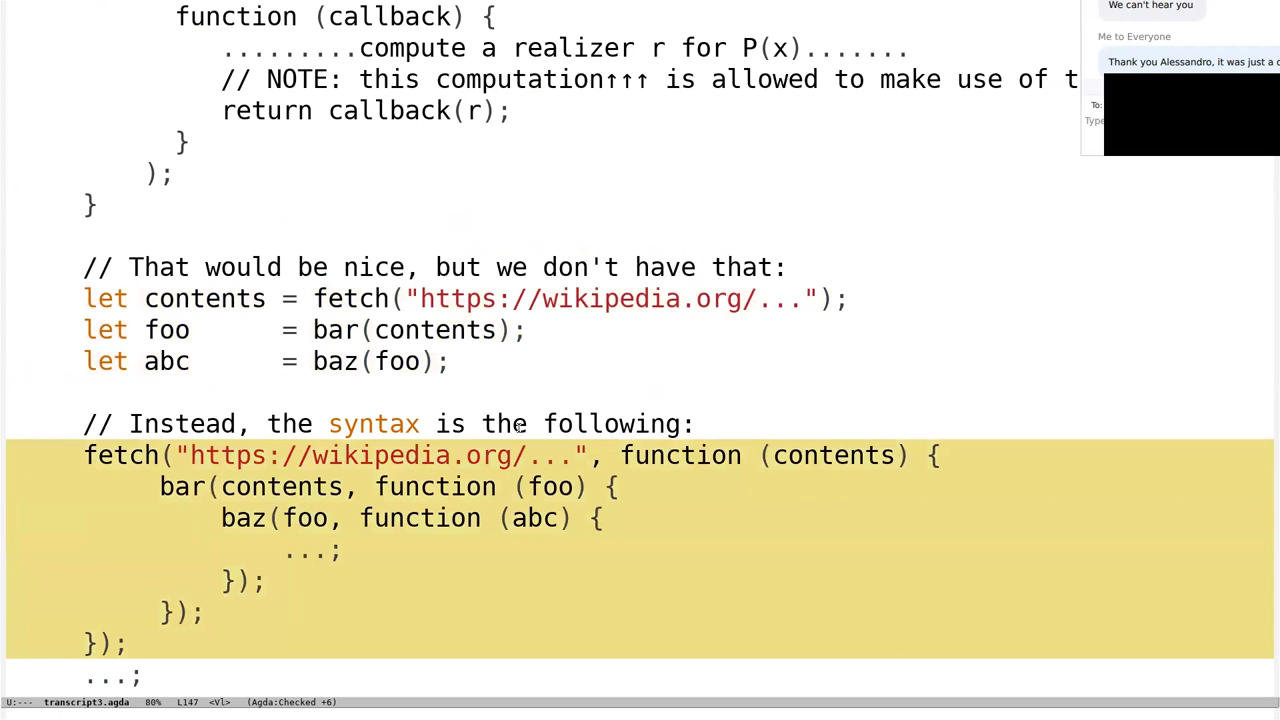 function (callback) {
.........compute a realizer r for P(x).......
// NOTE: this computation↑↑↑ is allowed to make use of t
return callback(r);
}
);
}
// That would be nice, but we don't have that:
let contents = fetch("https://wikipedia.org/...");
let foo      = bar(contents);
let abc      = baz(foo);
// Instead, the syntax is the following:
fetch("https://wikipedia.org/...", function (contents) {
bar(contents, function (foo) {
baz(foo, function (abc) {
...;
});
});
});
...;
U:--- transcript3.agda 80% L147 <Vl> (Agda:Checked +6)
We can't hear you
Me to Everyone
Thank you Alessandro, it was just a
To:
Type